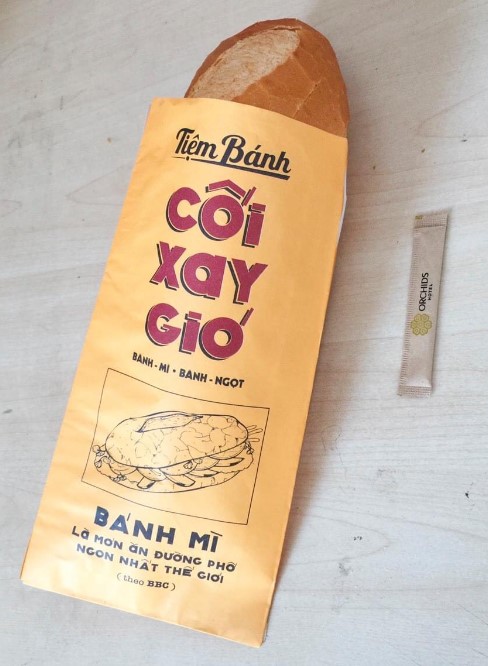 Tiệm Bánh
CỐI
XAY
GIÓ
BÁNH-MÌ • BÁNH-NGỌT
BÁNH MÌ
Là MÓN ĂN ĐƯỜNG PHỐ
NGON NHẤT THẾ GIỚI
(theo BBC)
ORCHIDS
HOTEL